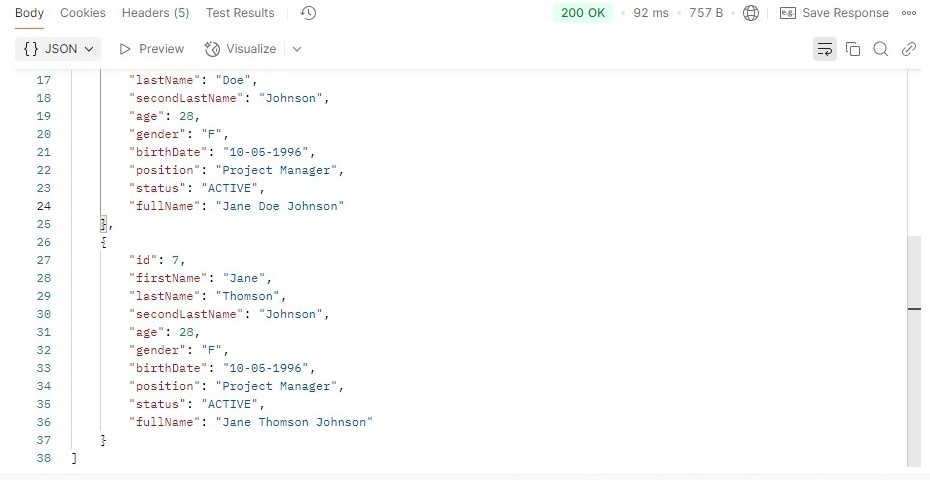 Body Cookies Headers (5) Test Results 200 OK • 92 ms • 757 B e.g. Save Response
{} JSON Preview Visualize
17 "lastName": "Doe",
18 "secondLastName": "Johnson",
19 "age": 28,
20 "gender": "F",
21 "birthDate": "10-05-1996",
22 "position": "Project Manager",
23 "status": "ACTIVE",
24 "fullName": "Jane Doe Johnson"
25 },
26 {
27 "id": 7,
28 "firstName": "Jane",
29 "lastName": "Thomson",
30 "secondLastName": "Johnson",
31 "age": 28,
32 "gender": "F",
33 "birthDate": "10-05-1996",
34 "position": "Project Manager",
35 "status": "ACTIVE",
36 "fullName": "Jane Thomson Johnson"
37 }
38 ]